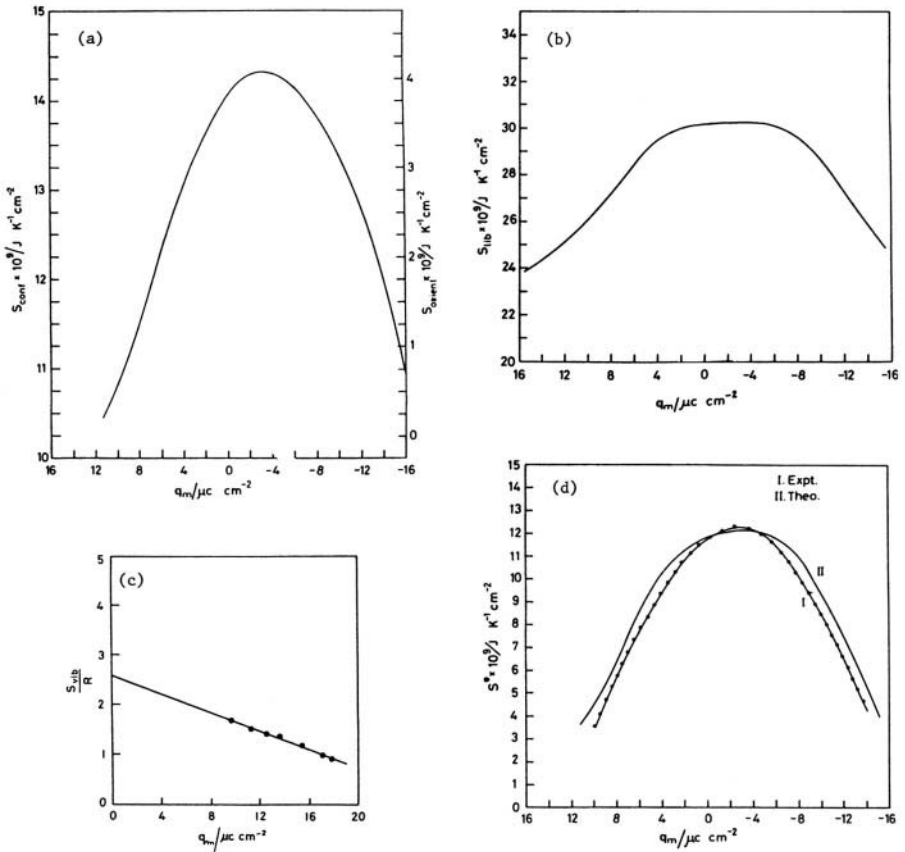 (a)
15
14
13
12
11
10
S_conf × 10⁹/J K⁻¹ cm⁻²
4
3
2
1
0
S_orient × 10⁹/J K⁻¹ cm⁻²
16 12 8 4 0 -4 -8 -12 -16
q_m/μc cm⁻²
(b)
34
32
30
28
26
24
22
20
S_lib × 10⁹/J K⁻¹ cm⁻²
16 12 8 4 0 -4 -8 -12 -16
q_m/μc cm⁻²
(c)
5
4
3
2
1
0
S_vib/R
0 4 8 12 16 20
q_m/μc cm⁻²
(d)
I. Expt.
II. Theo.
15
14
13
12
11
10
9
8
7
6
5
4
3
2
1
0
II
I
16 12 8 4 0 -4 -8 -12 -16
q_m/μc cm⁻²